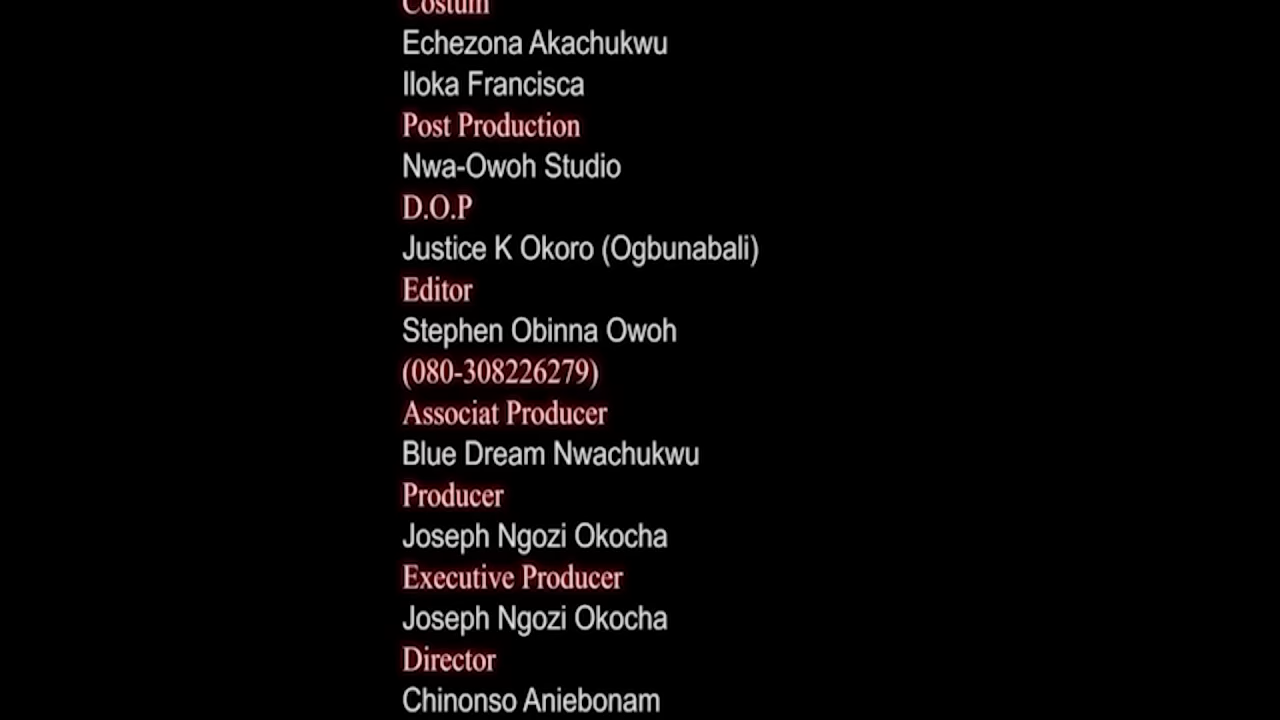 Costum
Echezona Akachukwu
Iloka Francisca
Post Production
Nwa-Owoh Studio
D.O.P
Justice K Okoro (Ogbunabali)
Editor
Stephen Obinna Owoh
(080-308226279)
Associat Producer
Blue Dream Nwachukwu
Producer
Joseph Ngozi Okocha
Executive Producer
Joseph Ngozi Okocha
Director
Chinonso Aniebonam